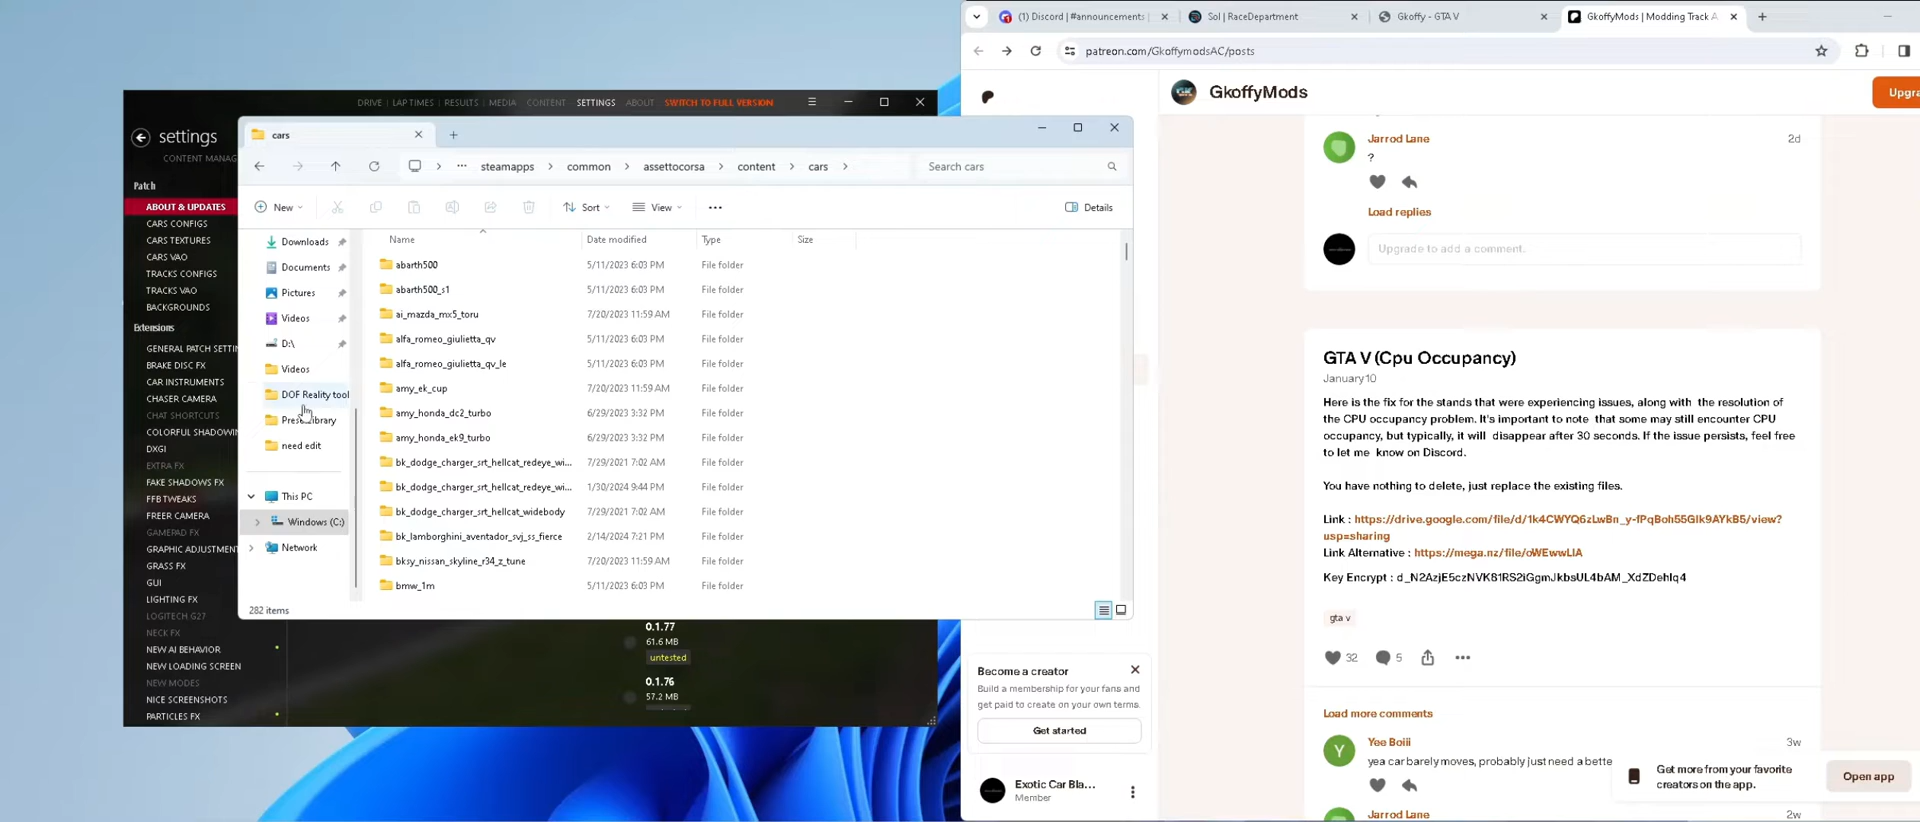 (1) Discord | #announcements
Sol | RaceDepartment
Gkoffy - GTA V
GkoffyMods | Modding Track A
patreon.com/GkoffymodsAC/posts
GkoffyMods
Upgra
DRIVE | LAP TIMES | RESULTS | MEDIA CONTENT SETTINGS ABOUT SWITCH TO FULL VERSION
settings
CONTENT MANAG
Patch
ABOUT & UPDATES
CARS CONFIGS
CARS TEXTURES
CARS VAO
TRACKS CONFIGS
TRACKS VAO
BACKGROUNDS
Extensions
GENERAL PATCH SETTIN
BRAKE DISC FX
CAR INSTRUMENTS
CHASER CAMERA
CHAT SHORTCUTS
COLORFUL SHADOWIN
DXGI
EXTRA FX
FAKE SHADOWS FX
FFB TWEAKS
FREER CAMERA
GAMEPAD FX
GRAPHIC ADJUSTMEN
GRASS FX
GUI
LIGHTING FX
LOGITECH G27
NECK FX
NEW AI BEHAVIOR
NEW LOADING SCREEN
NEW MODES
NICE SCREENSHOTS
PARTICLES FX
0.1.77
61.6 MB
untested
0.1.76
57.2 MB
cars
steamapps > common > assettocorsa > content > cars >
Search cars
New
Sort
View
Details
Downloads
Documents
Pictures
Videos
D:\
Videos
DOF Reality tool
Preset Library
need edit
This PC
Windows (C:)
Network
Name Date modified Type Size
abarth500 5/11/2023 6:03 PM File folder
abarth500_s1 5/11/2023 6:03 PM File folder
ai_mazda_mx5_toru 7/20/2023 11:59 AM File folder
alfa_romeo_giulietta_qv 5/11/2023 6:03 PM File folder
alfa_romeo_giulietta_qv_le 5/11/2023 6:03 PM File folder
amy_ek_cup 7/20/2023 11:59 AM File folder
amy_honda_dc2_turbo 6/29/2023 3:32 PM File folder
amy_honda_ek9_turbo 6/29/2023 3:32 PM File folder
bk_dodge_charger_srt_hellcat_redeye_wi... 7/29/2021 7:02 AM File folder
bk_dodge_charger_srt_hellcat_redeye_wi... 1/30/2024 9:44 PM File folder
bk_dodge_charger_srt_hellcat_widebody 7/29/2021 7:02 AM File folder
bk_lamborghini_aventador_svj_ss_fierce 2/14/2024 7:21 PM File folder
bksy_nissan_skyline_r34_z_tune 7/20/2023 11:59 AM File folder
bmw_1m 5/11/2023 6:03 PM File folder
282 items
Jarrod Lane 2d
?
Load replies
Upgrade to add a comment.
GTA V (Cpu Occupancy)
January 10
Here is the fix for the stands that were experiencing issues, along with the resolution
of the CPU occupancy problem. It's important to note that some may still encounter CPU
occupancy, but typically, it will disappear after 30 seconds. If the issue persists, feel free
to let me know on Discord.
You have nothing to delete, just replace the existing files.
Link : https://drive.google.com/file/d/1k4CWYQ6zLwBn_y-fPqBoh55Glk9AYkB5/view?
usp=sharing
Link Alternative : https://mega.nz/file/oWEwwLIA
Key Encrypt : d_N2AzjE5czNVK81RS2iGgmJkbsUL4bAM_XdZDehIq4
gta v
32 5
Load more comments
Y Yee Boiii 3w
yea car barely moves, probably just need a bette
Jarrod Lane 2w
Become a creator
Build a membership for your fans and
get paid to create on your own terms.
Get started
Exotic Car Bla...
Member
Get more from your favorite
creators on the app.
Open app